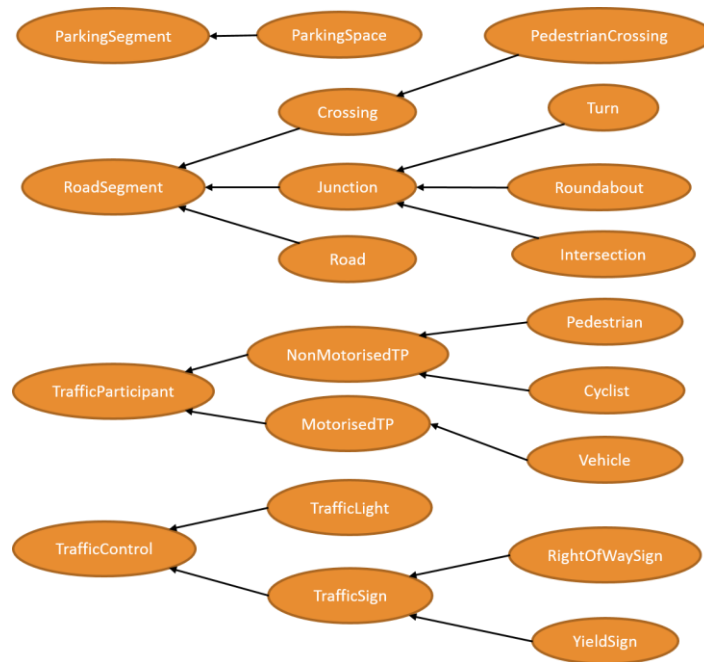 ParkingSegment
ParkingSpace
PedestrianCrossing
Crossing
Turn
RoadSegment
Junction
Roundabout
Road
Intersection
Pedestrian
NonMotorisedTP
TrafficParticipant
Cyclist
MotorisedTP
Vehicle
TrafficLight
TrafficControl
RightOfWaySign
TrafficSign
YieldSign